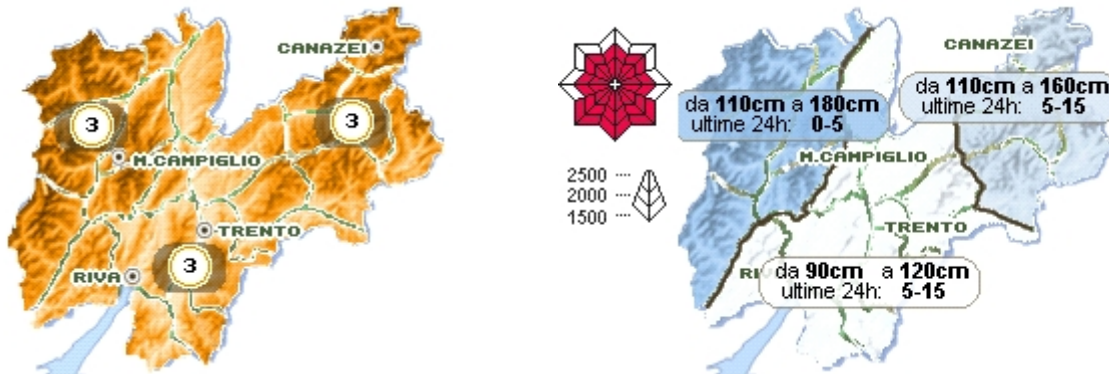 CANAZEI
3
3
M.CAMPIGLIO
TRENTO
3
RIVA
CANAZEI
da 110cm a 160cm
ultime 24h: 5-15
da 110cm a 180cm
ultime 24h: 0-5
M.CAMPIGLIO
2500
2000
1500
TRENTO
RI
da 90cm a 120cm
ultime 24h: 5-15